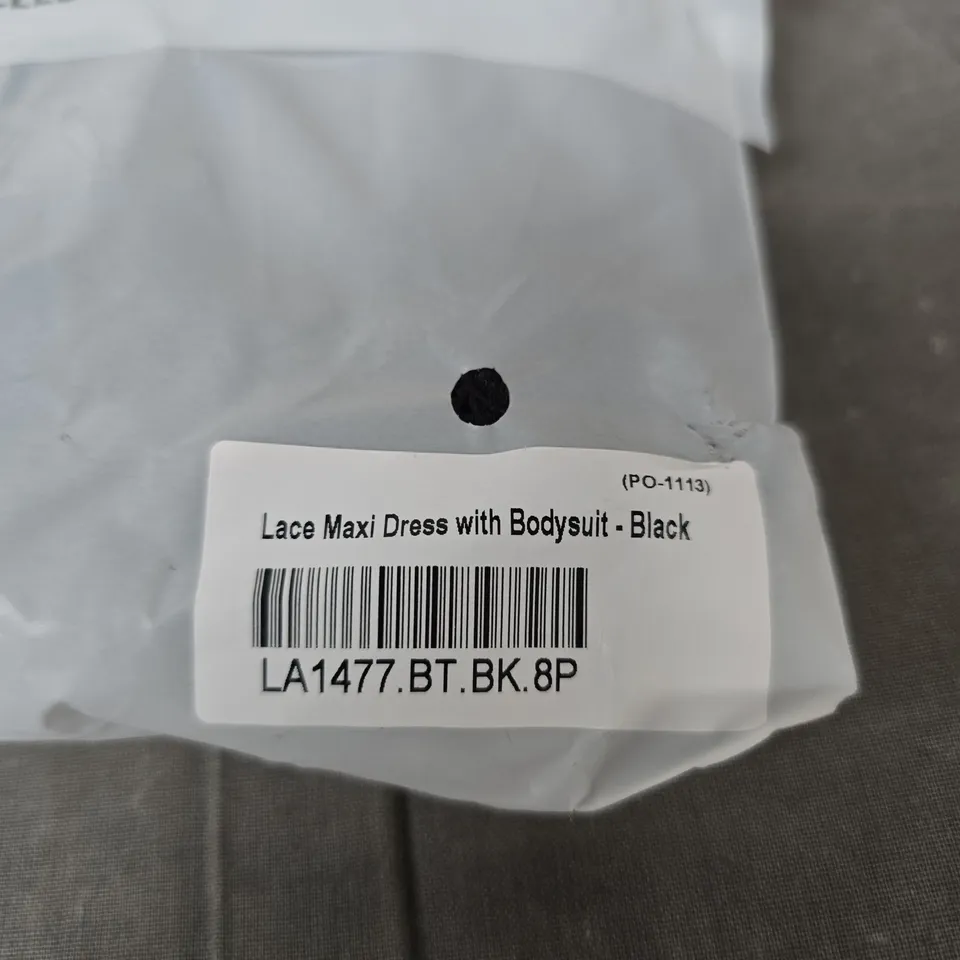 (PO-1113)
Lace Maxi Dress with Bodysuit - Black
LA1477.BT.BK.8P